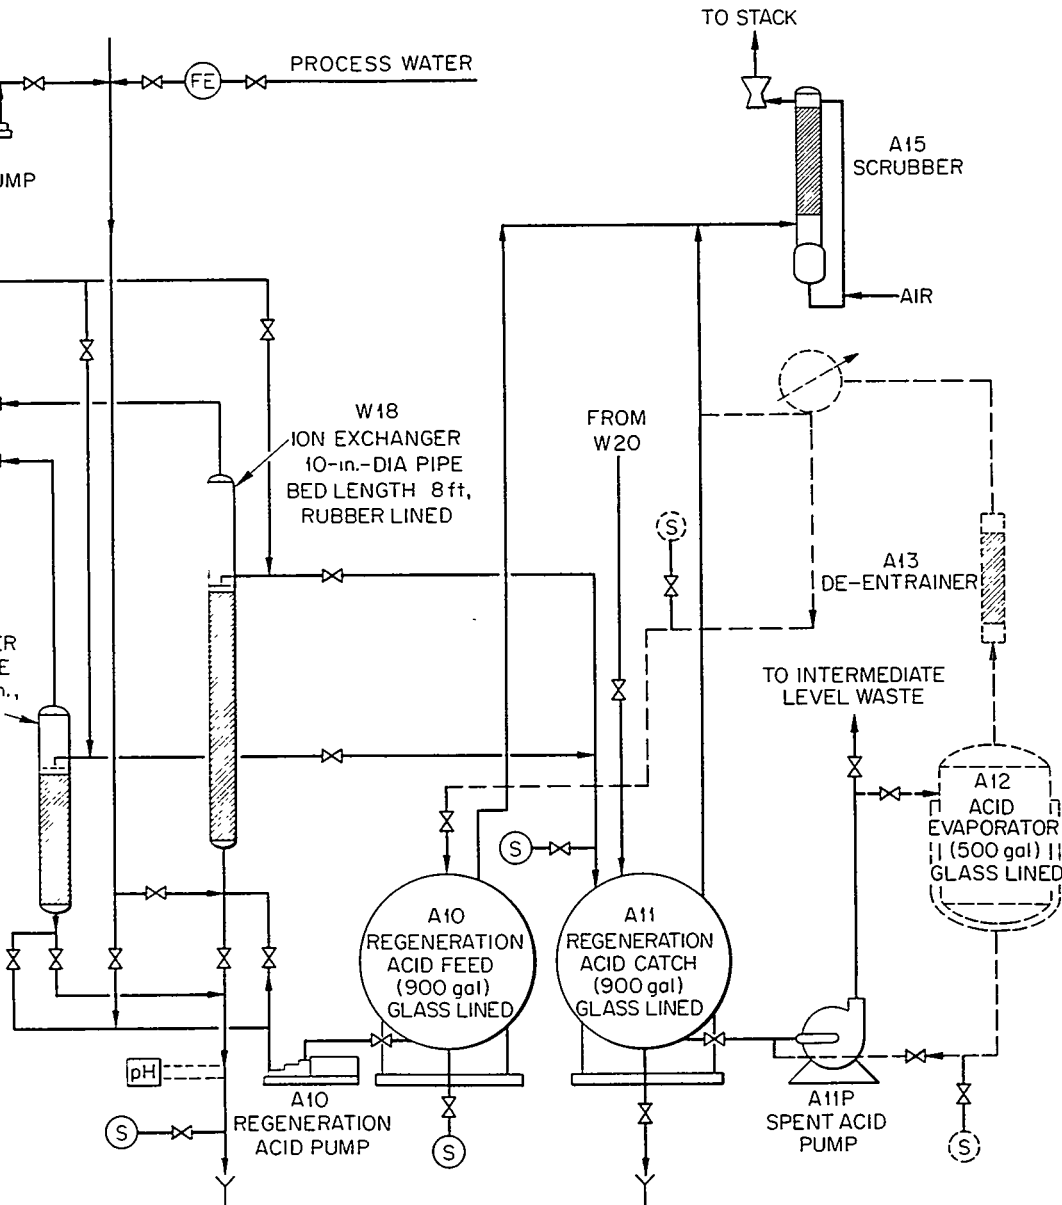 TO STACK
PROCESS WATER
FE
A15
SCRUBBER
AIR
W18
ION EXCHANGER
10-in.-DIA PIPE
BED LENGTH 8 ft,
RUBBER LINED
FROM
W20
S
A13
DE-ENTRAINER
TO INTERMEDIATE
LEVEL WASTE
A12
ACID
EVAPORATOR
(500 gal)
GLASS LINED
S
A10
REGENERATION
ACID FEED
(900 gal)
GLASS LINED
A11
REGENERATION
ACID CATCH
(900 gal)
GLASS LINED
pH
A10
REGENERATION
ACID PUMP
A11P
SPENT ACID
PUMP
S
S
S